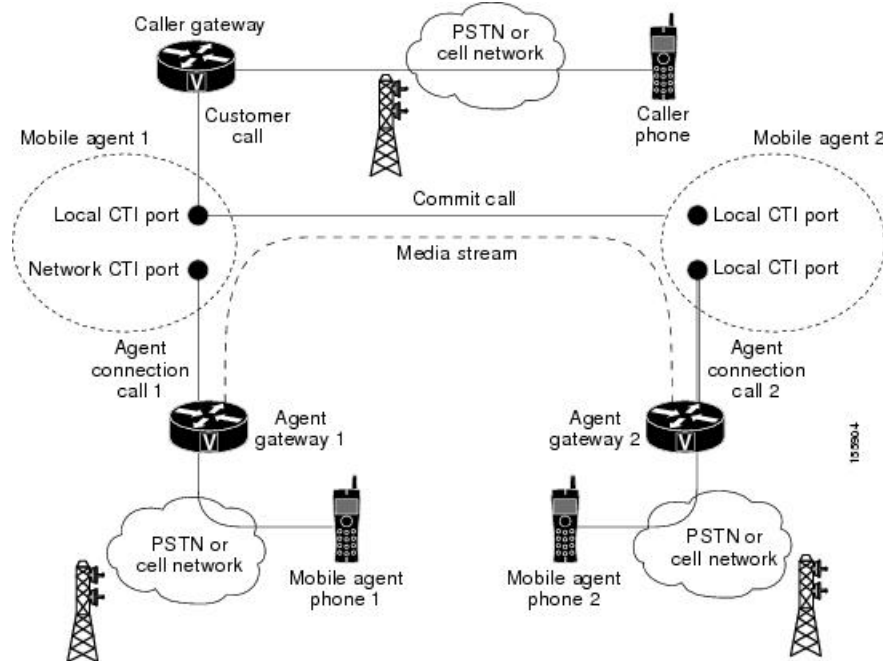 Caller gateway
PSTN or
cell network
V
Customer
call
Caller
phone
Mobile agent 1
Mobile agent 2
Local CTI port
Commit call
Local CTI port
Network CTI port
Media stream
Local CTI port
Agent
connection
call 1
Agent
connection
call 2
V
Agent
gateway 1
Agent
gateway 2
V
155904
PSTN or
cell network
Mobile agent
phone 1
Mobile agent
phone 2
PSTN or
cell network